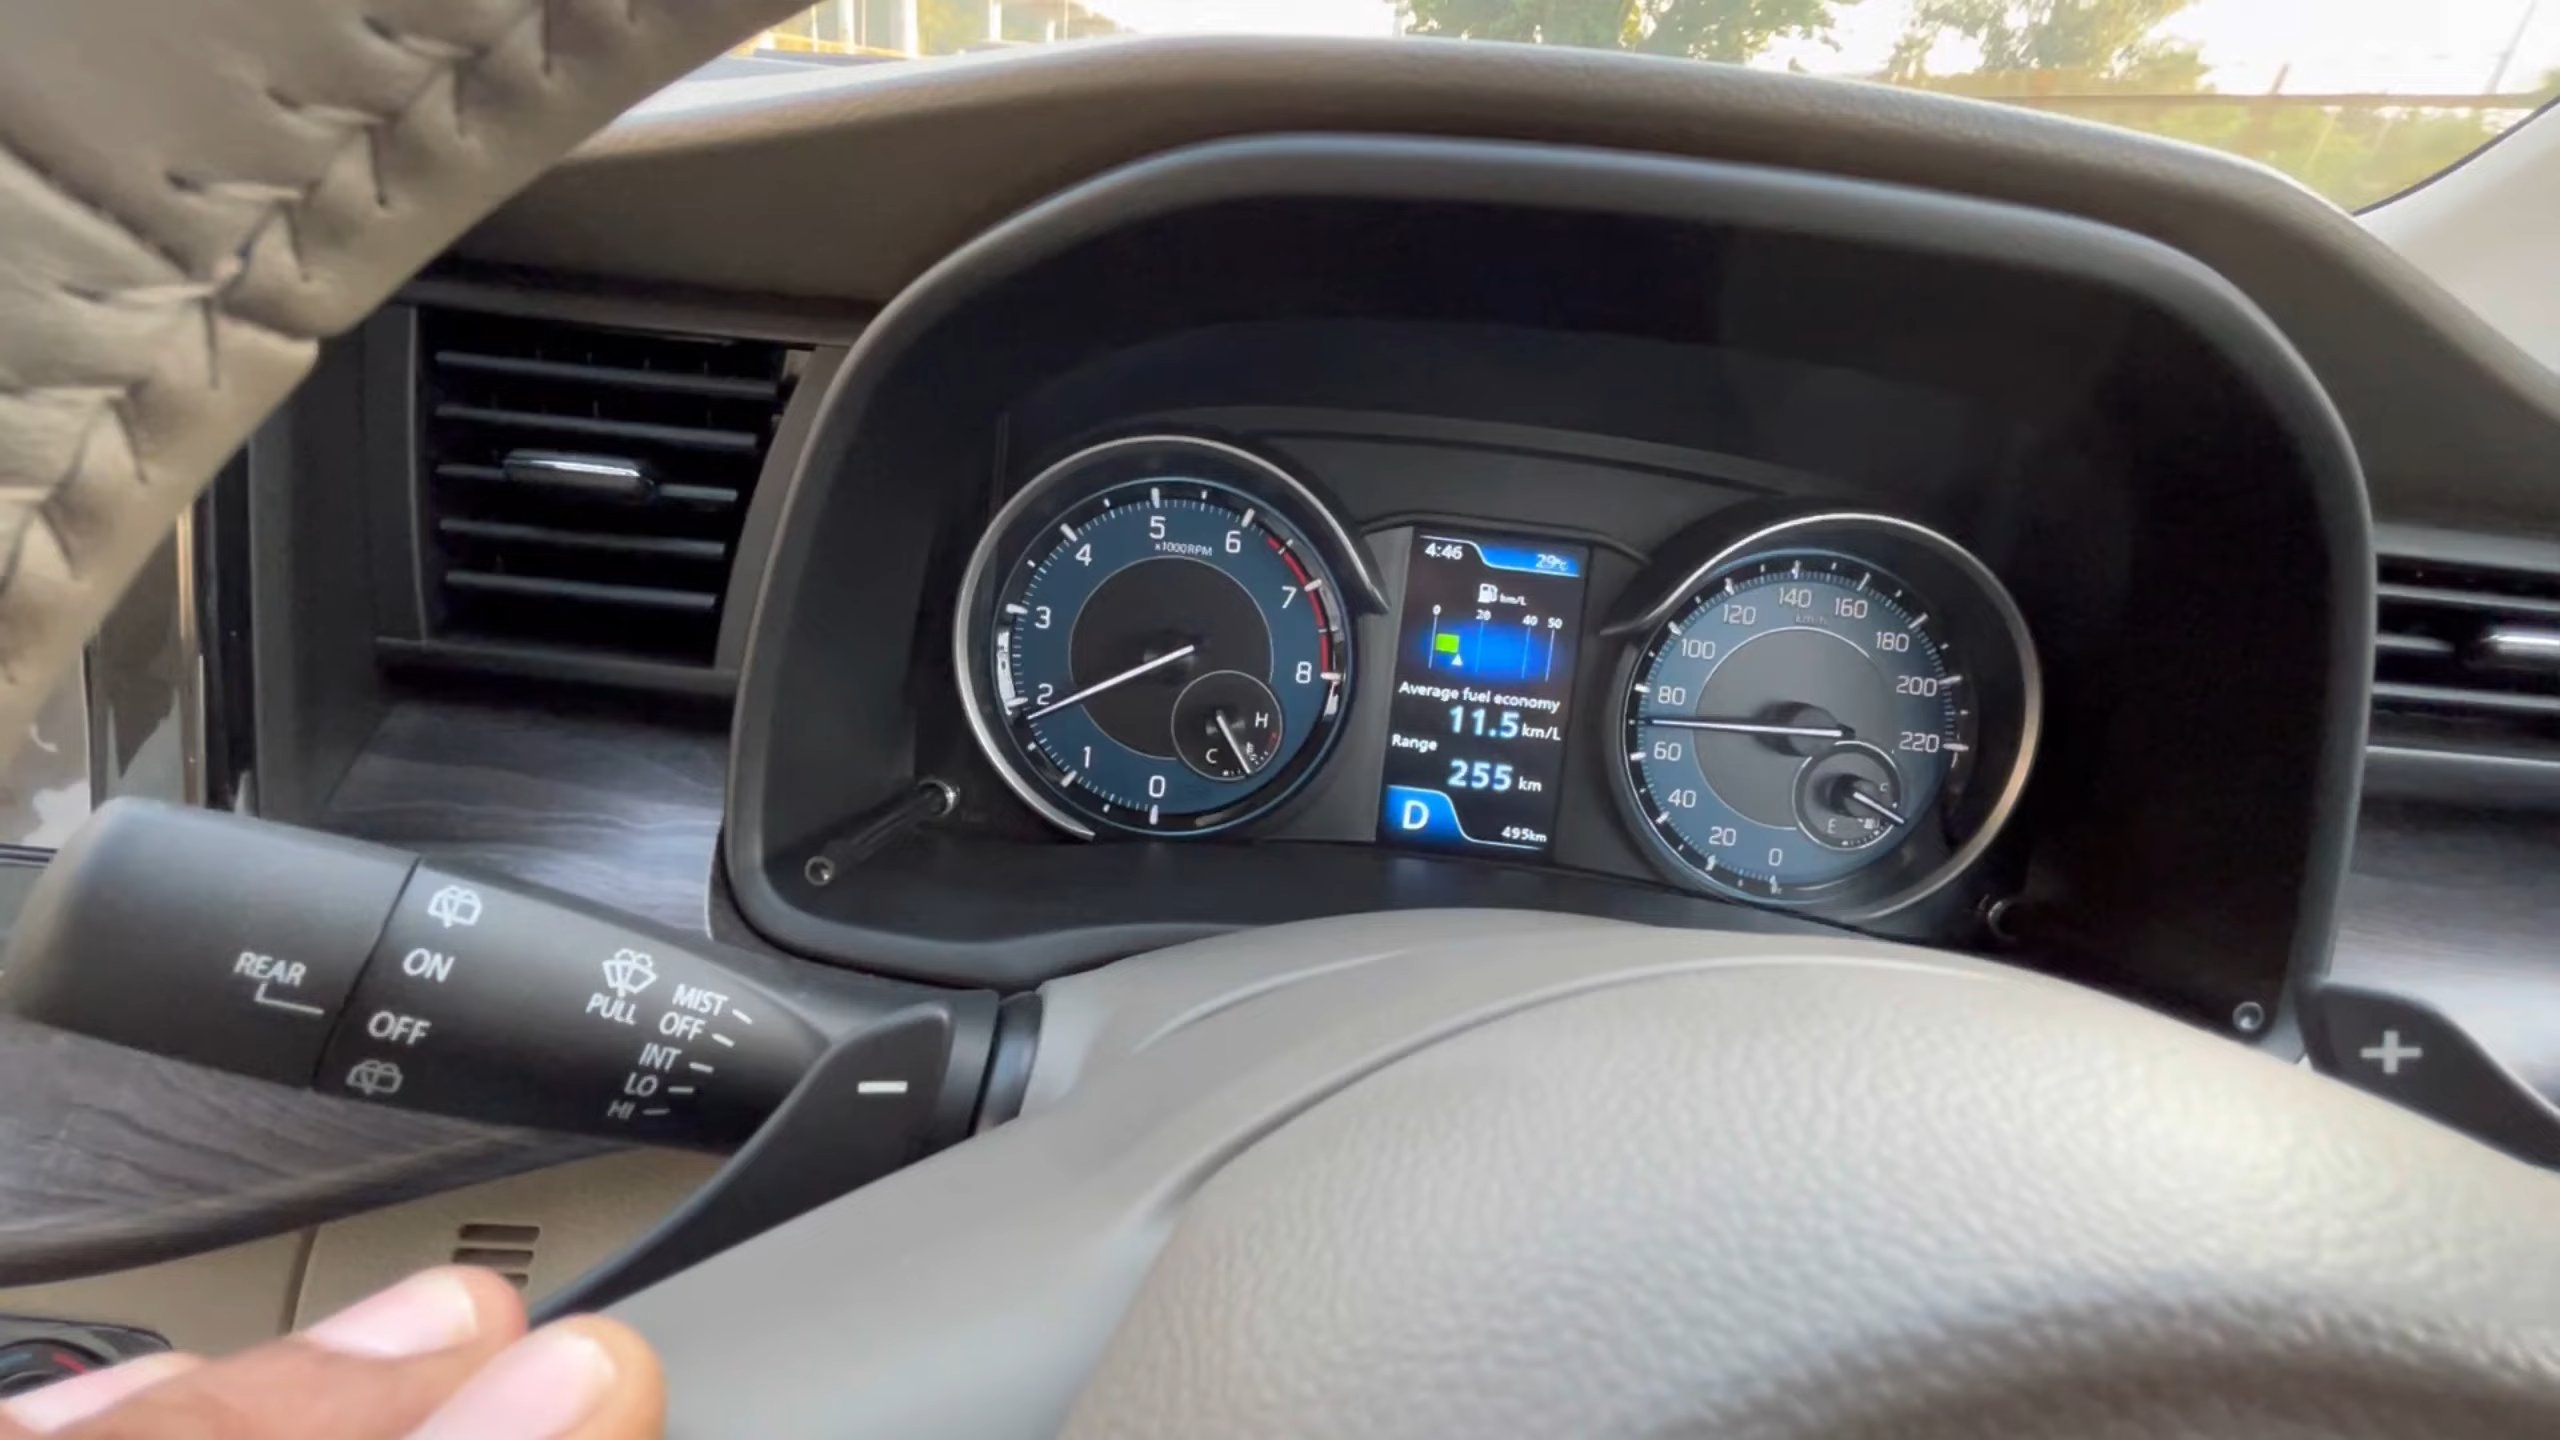 5
4
6
×1000RPM
3
7
2
8
1
0
H
C
4:46
29°C
km/L
0 20 40 50
Average fuel economy
11.5 km/L
Range
255 km
D
495km
140
120
160
km/h
100
180
80
200
60
220
40
20
0
E
REAR
ON
OFF
PULL
MIST
OFF
INT
LO
HI
−
+